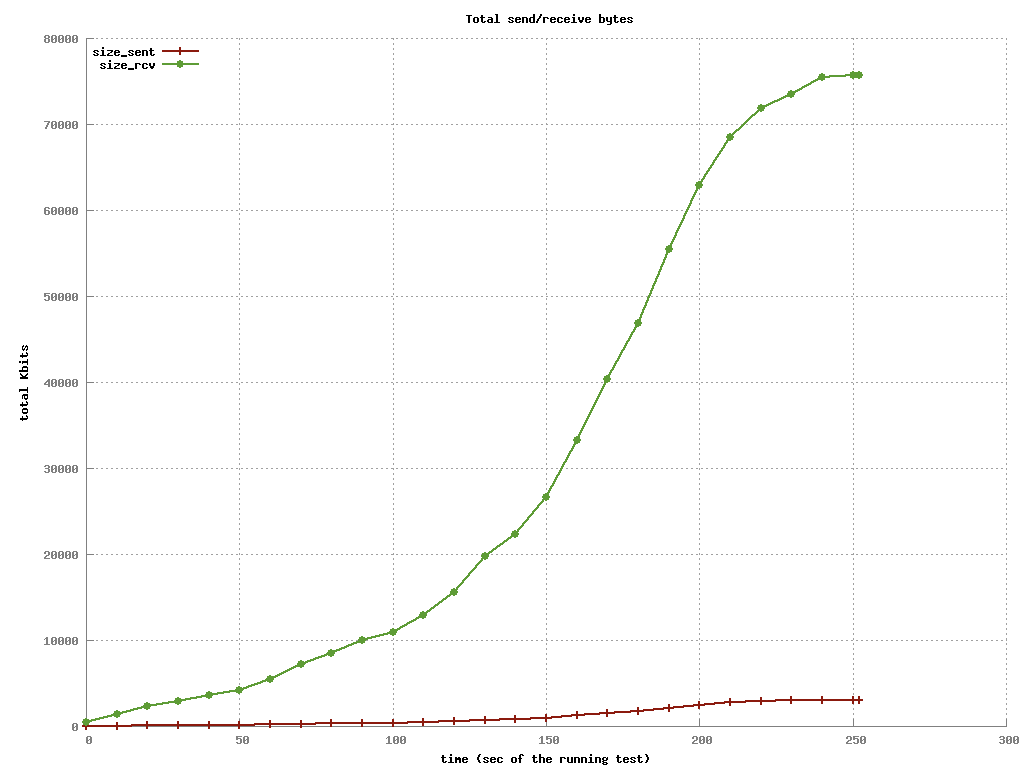 Total send/receive bytes
80000
size_sent
size_rcv
70000
60000
50000
total Kbits
40000
30000
20000
10000
0
0 50 100 150 200 250 300
time (sec of the running test)